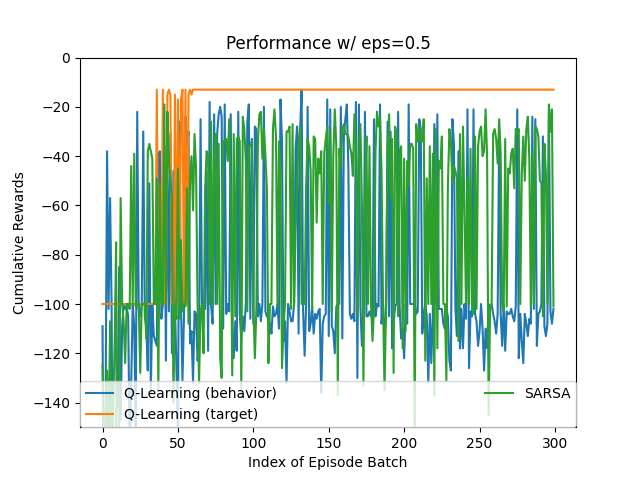 Performance w/ eps=0.5
Cumulative Rewards
0
−20
−40
−60
−80
−100
−120
−140
Q-Learning (behavior)
Q-Learning (target)
SARSA
0 50 100 150 200 250 300
Index of Episode Batch